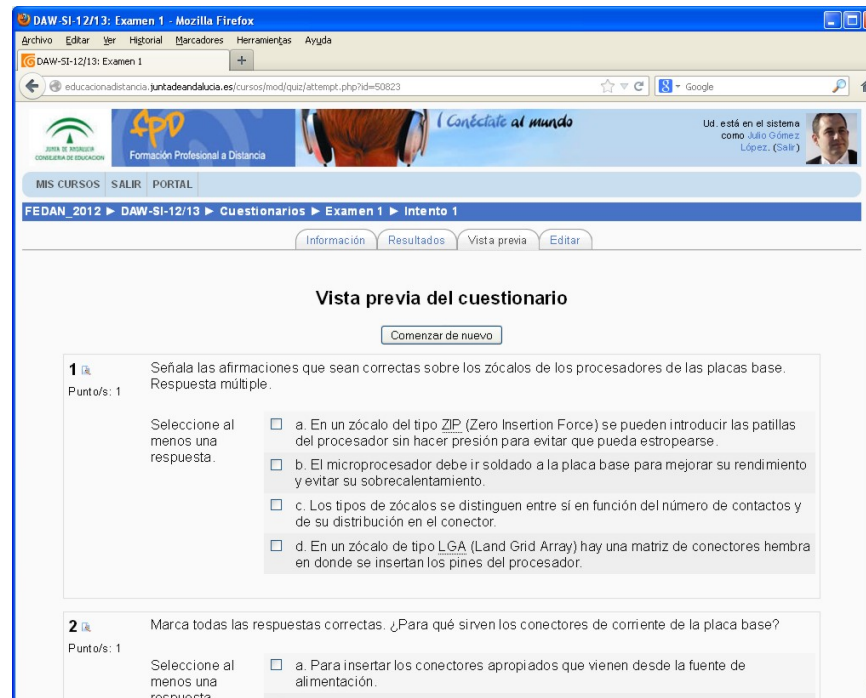 DAW-SI-12/13: Examen 1 - Mozilla Firefox
Archivo Editar Ver Historial Marcadores Herramientas Ayuda
DAW-SI-12/13: Examen 1
educacionadistancia.juntadeandalucia.es/cursos/mod/quiz/attempt.php?id=50823
Google
JUNTA DE ANDALUCIA
CONSEJERIA DE EDUCACION
FPD
Formación Profesional a Distancia
Conéctate al mundo
Ud. está en el sistema
como Julio Gómez
López. (Salir)
MIS CURSOS SALIR PORTAL
FEDAN_2012 ► DAW-SI-12/13 ► Cuestionarios ► Examen 1 ► Intento 1
Información Resultados Vista previa Editar
Vista previa del cuestionario
Comenzar de nuevo
1
Punto/s: 1
Señala las afirmaciones que sean correctas sobre los zócalos de los procesadores de las placas base.
Respuesta múltiple.
Seleccione al
menos una
respuesta.
a. En un zócalo del tipo ZIP (Zero Insertion Force) se pueden introducir las patillas
del procesador sin hacer presión para evitar que pueda estropearse.
b. El microprocesador debe ir soldado a la placa base para mejorar su rendimiento
y evitar su sobrecalentamiento.
c. Los tipos de zócalos se distinguen entre sí en función del número de contactos y
de su distribución en el conector.
d. En un zócalo de tipo LGA (Land Grid Array) hay una matriz de conectores hembra
en donde se insertan los pines del procesador.
2
Punto/s: 1
Marca todas las respuestas correctas. ¿Para qué sirven los conectores de corriente de la placa base?
Seleccione al
menos una
respuesta
a. Para insertar los conectores apropiados que vienen desde la fuente de
alimentación.